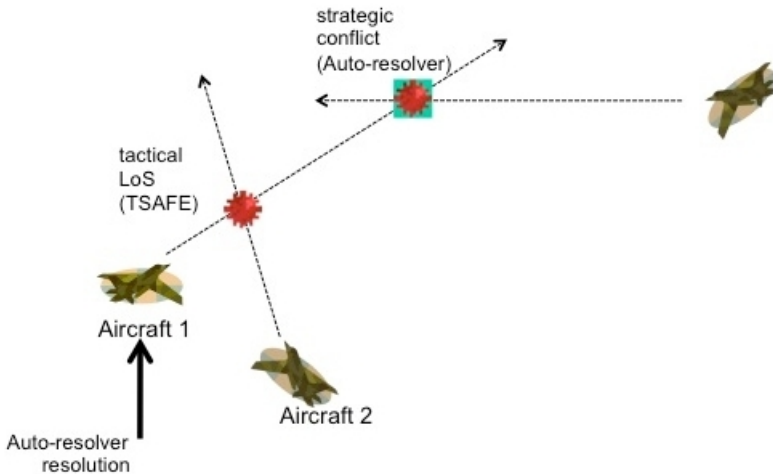 strategic
conflict
(Auto-resolver)
tactical
LoS
(TSAFE)
Aircraft 1
Aircraft 2
Auto-resolver
resolution